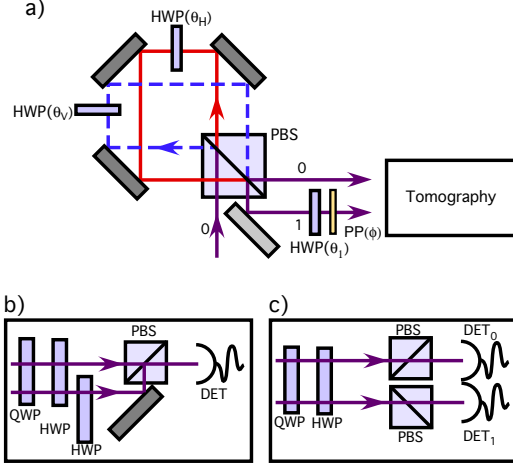 a)
HWP(θH)
HWP(θV)
PBS
0
0
1
PP(ϕ)
HWP(θ1)
Tomography
b)
PBS
QWP
HWP
HWP
DET
c)
PBS
DET0
QWP
HWP
PBS
DET1